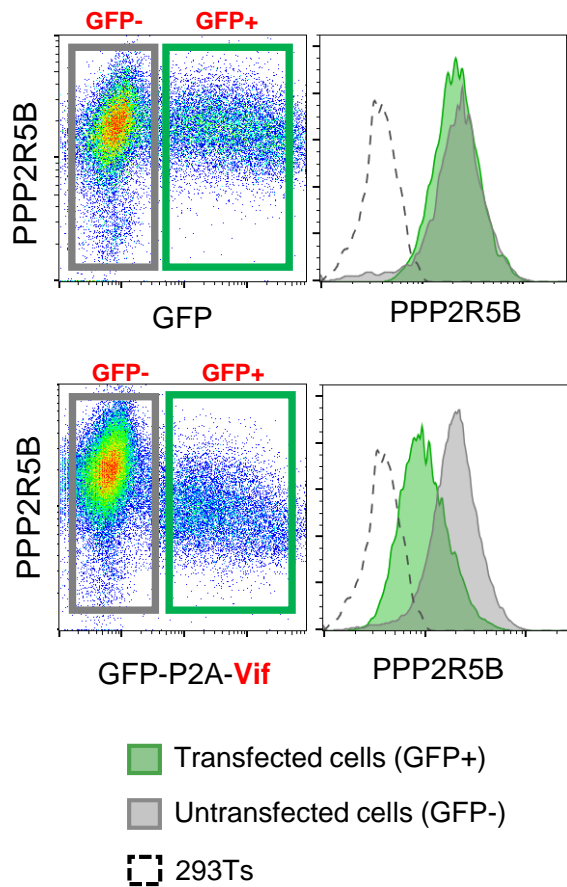 GFP- GFP+
PPP2R5B
GFP
PPP2R5B
GFP- GFP+
PPP2R5B
GFP-P2A-Vif
PPP2R5B
Transfected cells (GFP+)
Untransfected cells (GFP-)
293Ts